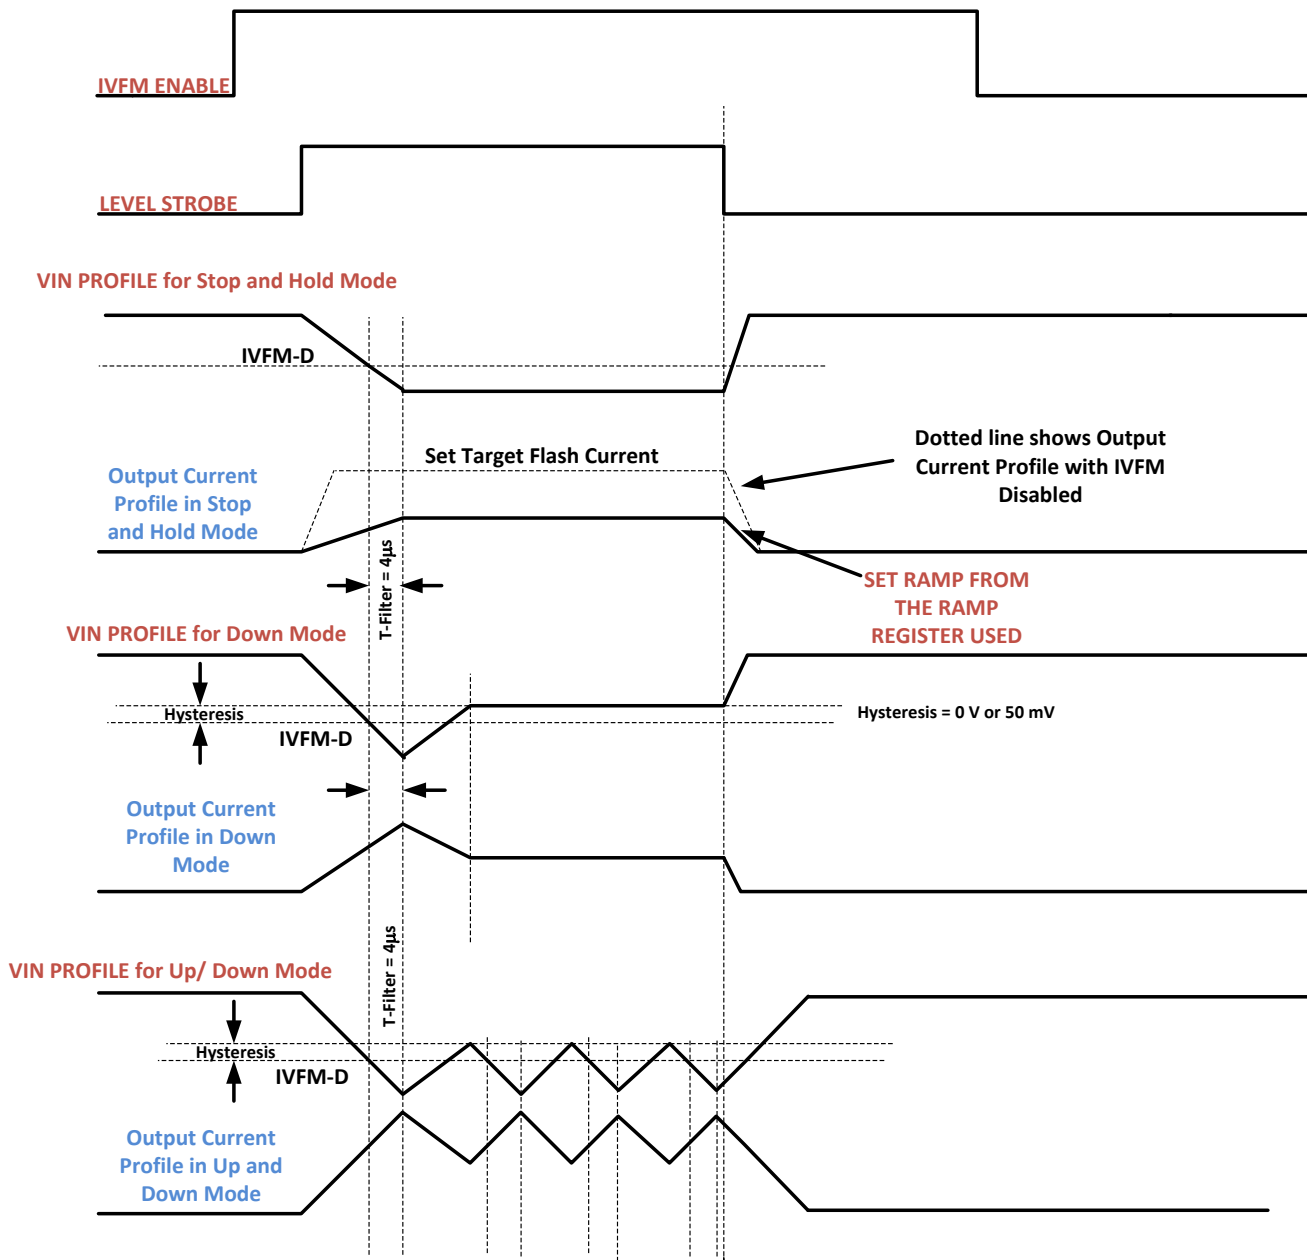 IVFM ENABLE
LEVEL STROBE
VIN PROFILE for Stop and Hold Mode
IVFM-D
Set Target Flash Current
Dotted line shows Output
Current Profile with IVFM
Disabled
Output Current
Profile in Stop
and Hold Mode
T-Filter = 4µs
SET RAMP FROM
THE RAMP
REGISTER USED
VIN PROFILE for Down Mode
Hysteresis
IVFM-D
Hysteresis = 0 V or 50 mV
Output Current
Profile in Down
Mode
T-Filter = 4µs
VIN PROFILE for Up/ Down Mode
Hysteresis
IVFM-D
Output Current
Profile in Up and
Down Mode